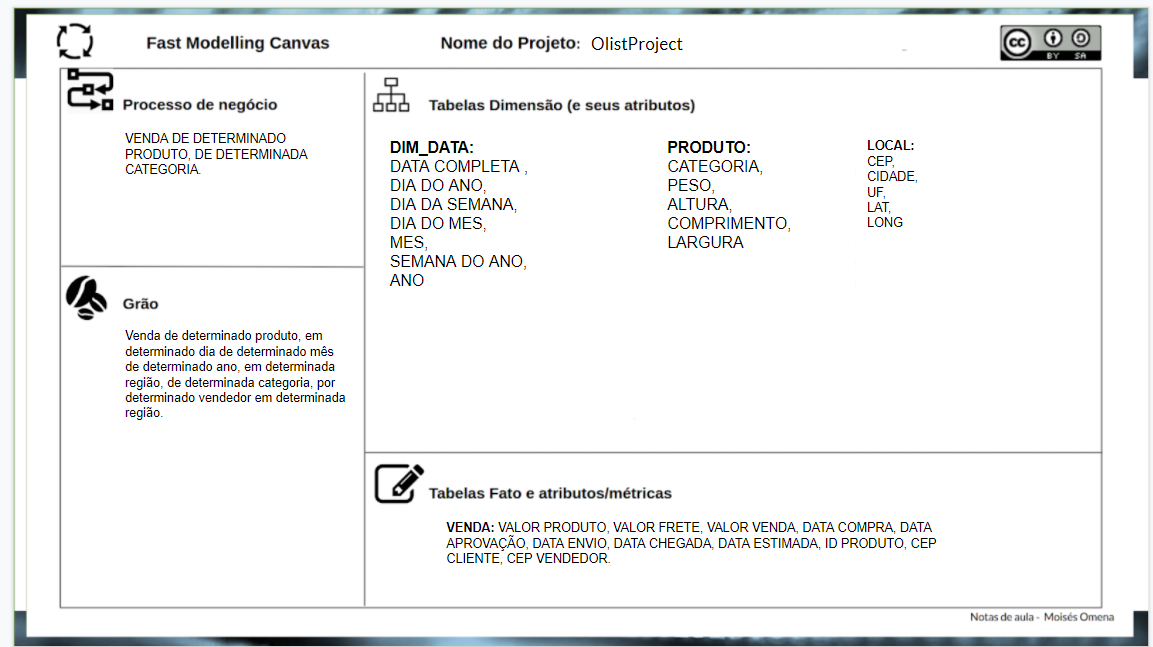 Fast Modelling Canvas
Nome do Projeto: OlistProject
cc
BY SA
Processo de negócio
VENDA DE DETERMINADO
PRODUTO, DE DETERMINADA
CATEGORIA.
Grão
Venda de determinado produto, em
determinado dia de determinado mês
de determinado ano, em determinada
região, de determinada categoria, por
determinado vendedor em determinada
região.
Tabelas Dimensão (e seus atributos)
DIM_DATA:
DATA COMPLETA ,
DIA DO ANO,
DIA DA SEMANA,
DIA DO MES,
MES,
SEMANA DO ANO,
ANO
PRODUTO:
CATEGORIA,
PESO,
ALTURA,
COMPRIMENTO,
LARGURA
LOCAL:
CEP,
CIDADE,
UF,
LAT,
LONG
Tabelas Fato e atributos/métricas
VENDA: VALOR PRODUTO, VALOR FRETE, VALOR VENDA, DATA COMPRA, DATA
APROVAÇÃO, DATA ENVIO, DATA CHEGADA, DATA ESTIMADA, ID PRODUTO, CEP
CLIENTE, CEP VENDEDOR.
Notas de aula - Moisés Omena